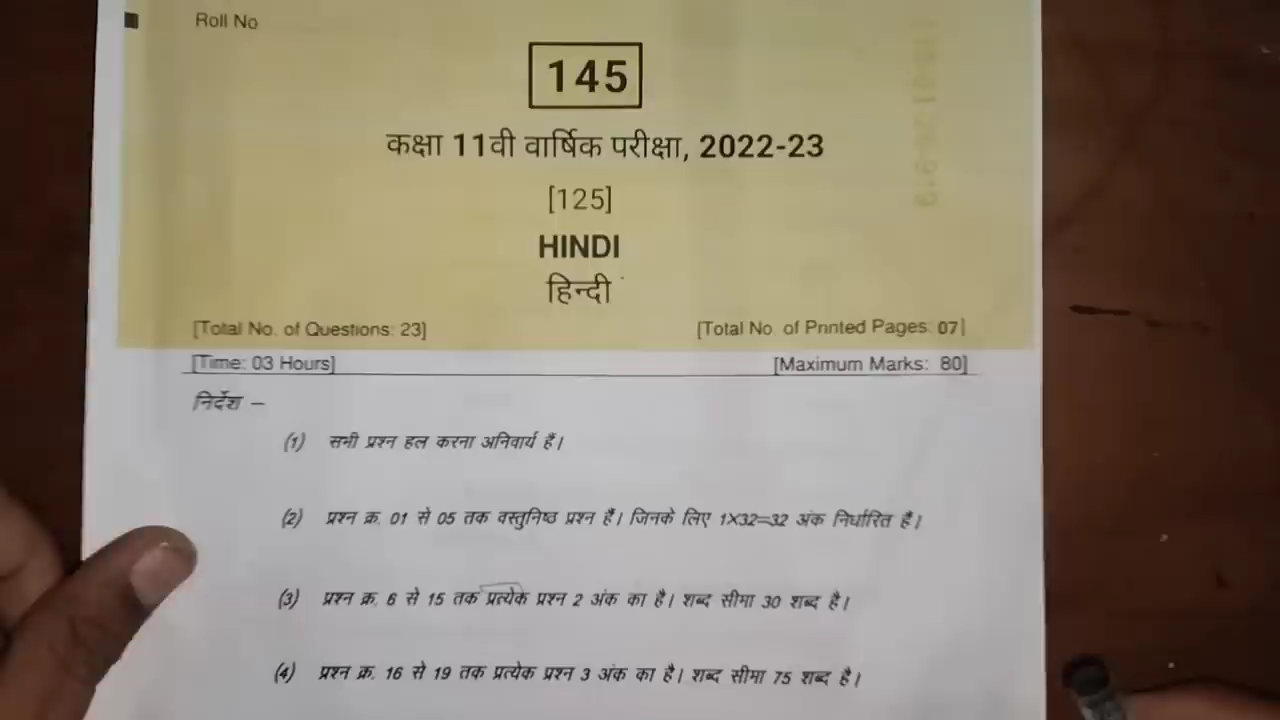 Roll No
145
कक्षा 11वी वार्षिक परीक्षा, 2022-23
[125]
HINDI
हिन्दी
[Total No. of Questions: 23] [Total No. of Printed Pages: 07]
[Time: 03 Hours] [Maximum Marks: 80]
निर्देश –
(1) सभी प्रश्न हल करना अनिवार्य हैं।
(2) प्रश्न क्र. 01 से 05 तक वस्तुनिष्ठ प्रश्न हैं। जिनके लिए 1X32=32 अंक निर्धारित हैं।
(3) प्रश्न क्र. 6 से 15 तक प्रत्येक प्रश्न 2 अंक का है। शब्द सीमा 30 शब्द है।
(4) प्रश्न क्र. 16 से 19 तक प्रत्येक प्रश्न 3 अंक का है। शब्द सीमा 75 शब्द है।